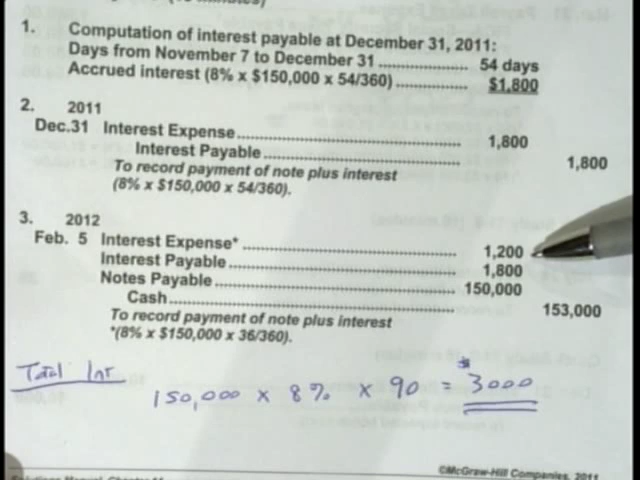 1. Computation of interest payable at December 31, 2011:
Days from November 7 to December 31 .................... 54 days
Accrued interest (8% x $150,000 x 54/360) ................ $1,800
2. 2011
Dec.31 Interest Expense .................... 1,800
Interest Payable .................... 1,800
To record payment of note plus interest
(8% x $150,000 x 54/360).
3. 2012
Feb. 5 Interest Expense* .................... 1,200
Interest Payable .................... 1,800
Notes Payable .................... 150,000
Cash .................... 153,000
To record payment of note plus interest
*(8% x $150,000 x 36/360).
Total Int
150,000 x 8% x 90 = $3000
©McGraw-Hill Companies, 2011